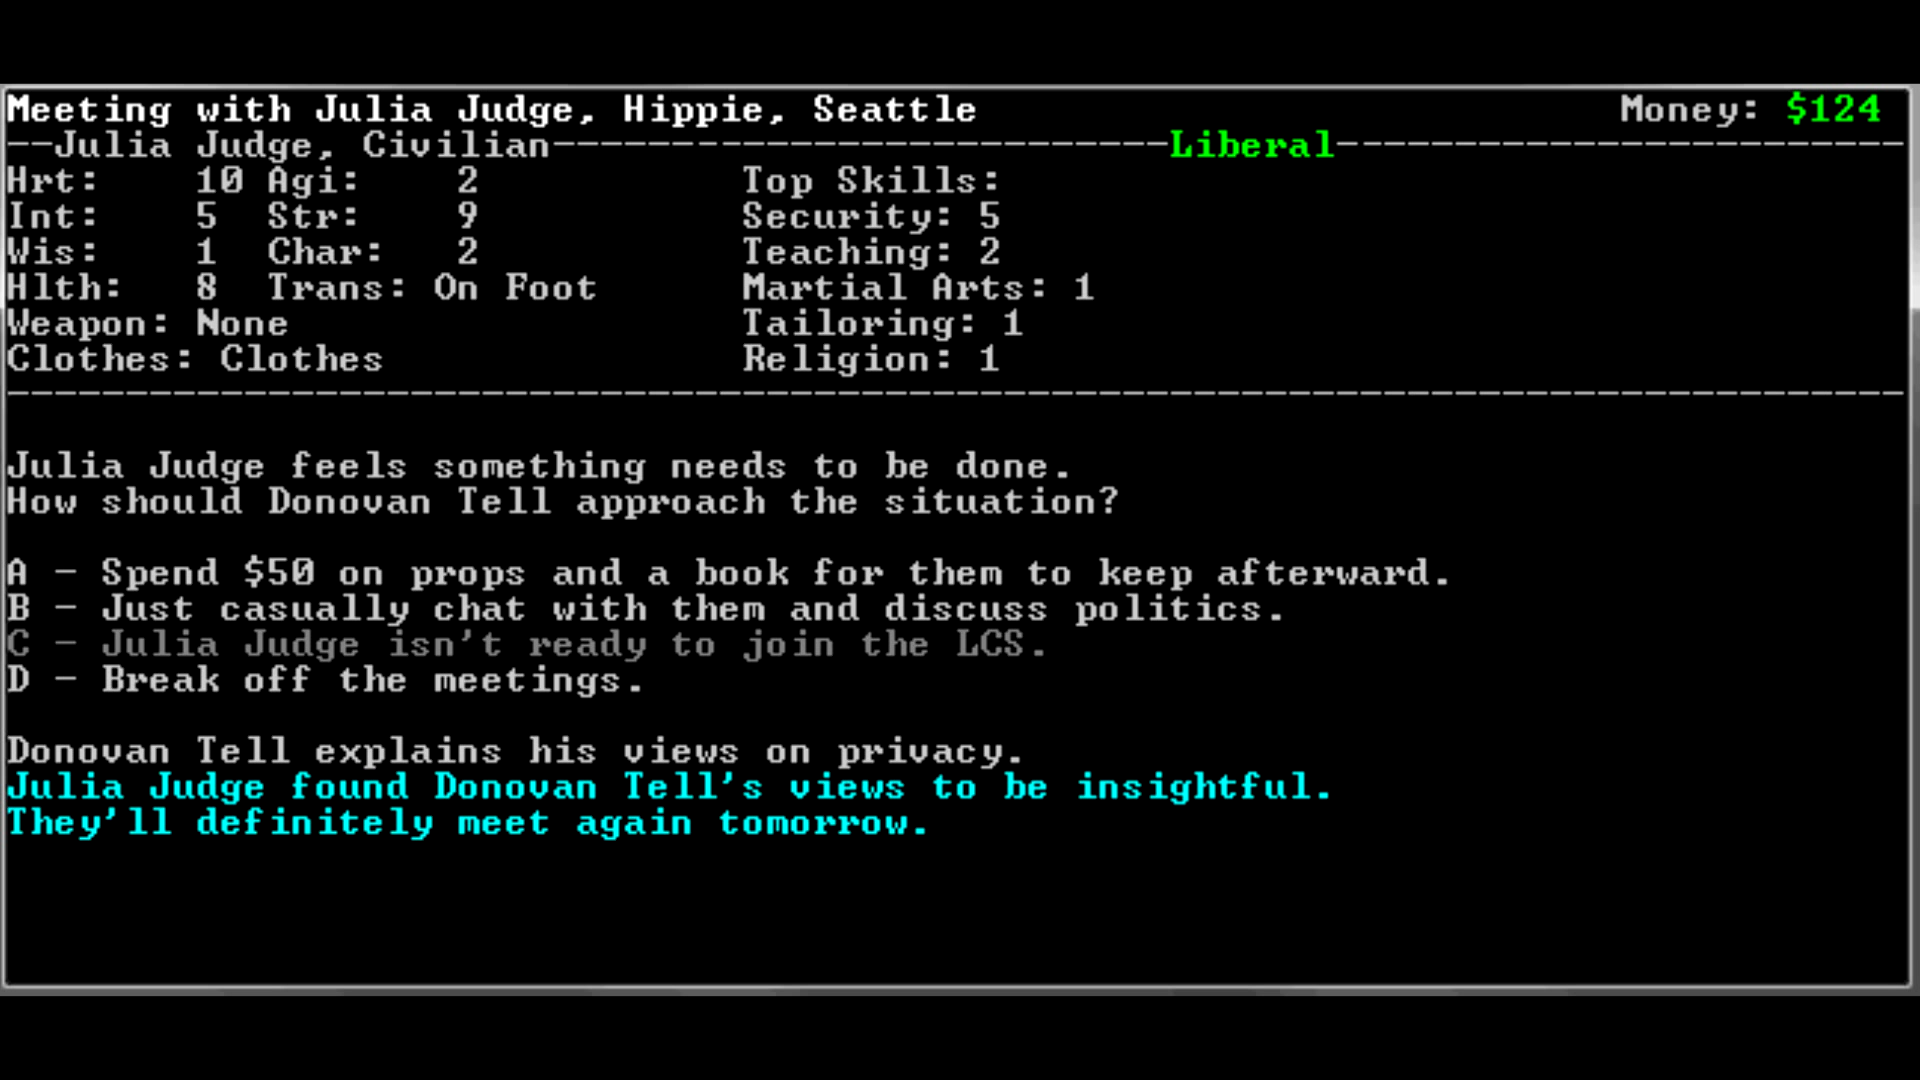 Meeting with Julia Judge, Hippie, Seattle Money: $124
--Julia Judge, Civilian--------------------------Liberal------------------------
Hrt: 10 Agi: 2 Top Skills:
Int: 5 Str: 9 Security: 5
Wis: 1 Char: 2 Teaching: 2
Hlth: 8 Trans: On Foot Martial Arts: 1
Weapon: None Tailoring: 1
Clothes: Clothes Religion: 1
--------------------------------------------------------------------------------
Julia Judge feels something needs to be done.
How should Donovan Tell approach the situation?
A - Spend $50 on props and a book for them to keep afterward.
B - Just casually chat with them and discuss politics.
C - Julia Judge isn't ready to join the LCS.
D - Break off the meetings.
Donovan Tell explains his views on privacy.
Julia Judge found Donovan Tell's views to be insightful.
They'll definitely meet again tomorrow.